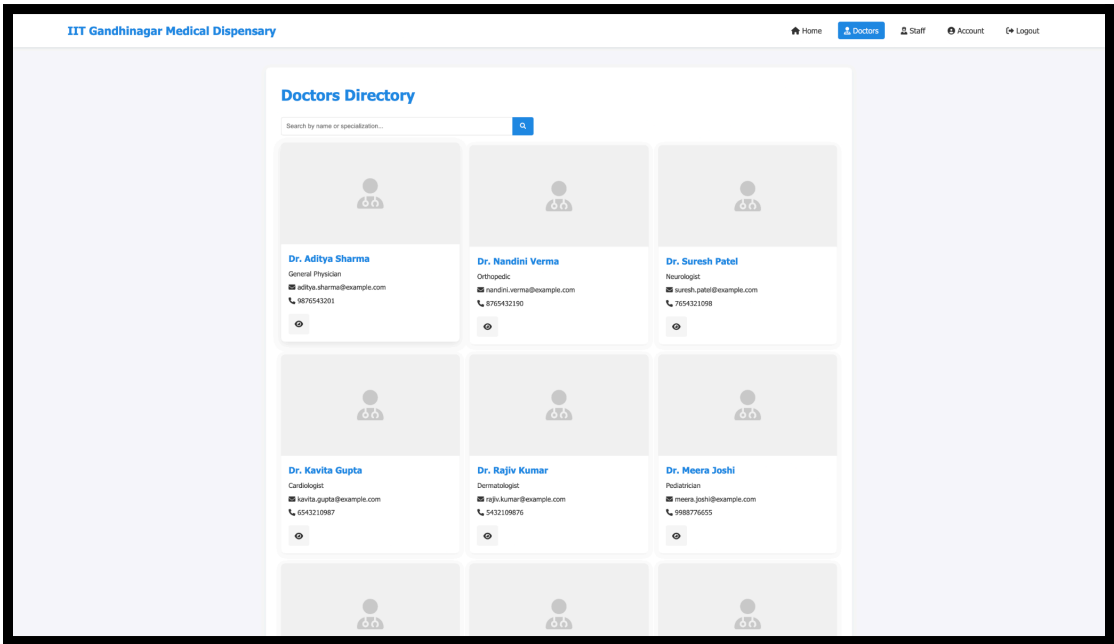 IIT Gandhinagar Medical Dispensary
Home
Doctors
Staff
Account
Logout
Doctors Directory
Search by name or specialization...
Dr. Aditya Sharma
General Physician
aditya.sharma@example.com
9876543201
Dr. Nandini Verma
Orthopedic
nandini.verma@example.com
8765432190
Dr. Suresh Patel
Neurologist
suresh.patel@example.com
7654321098
Dr. Kavita Gupta
Cardiologist
kavita.gupta@example.com
6543210987
Dr. Rajiv Kumar
Dermatologist
rajiv.kumar@example.com
5432109876
Dr. Meera Joshi
Pediatrician
meera.joshi@example.com
9988776655